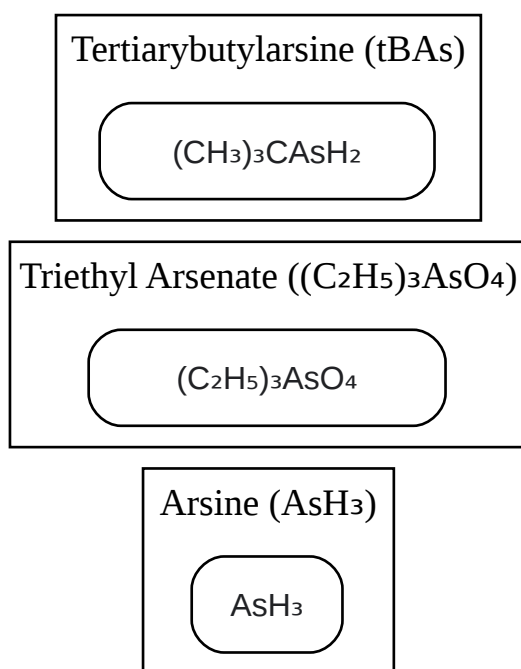 Tertiarybutylarsine (tBAs)
(CH₃)₃CAsH₂
Triethyl Arsenate ((C₂H₅)₃AsO₄)
(C₂H₅)₃AsO₄
Arsine (AsH₃)
AsH₃